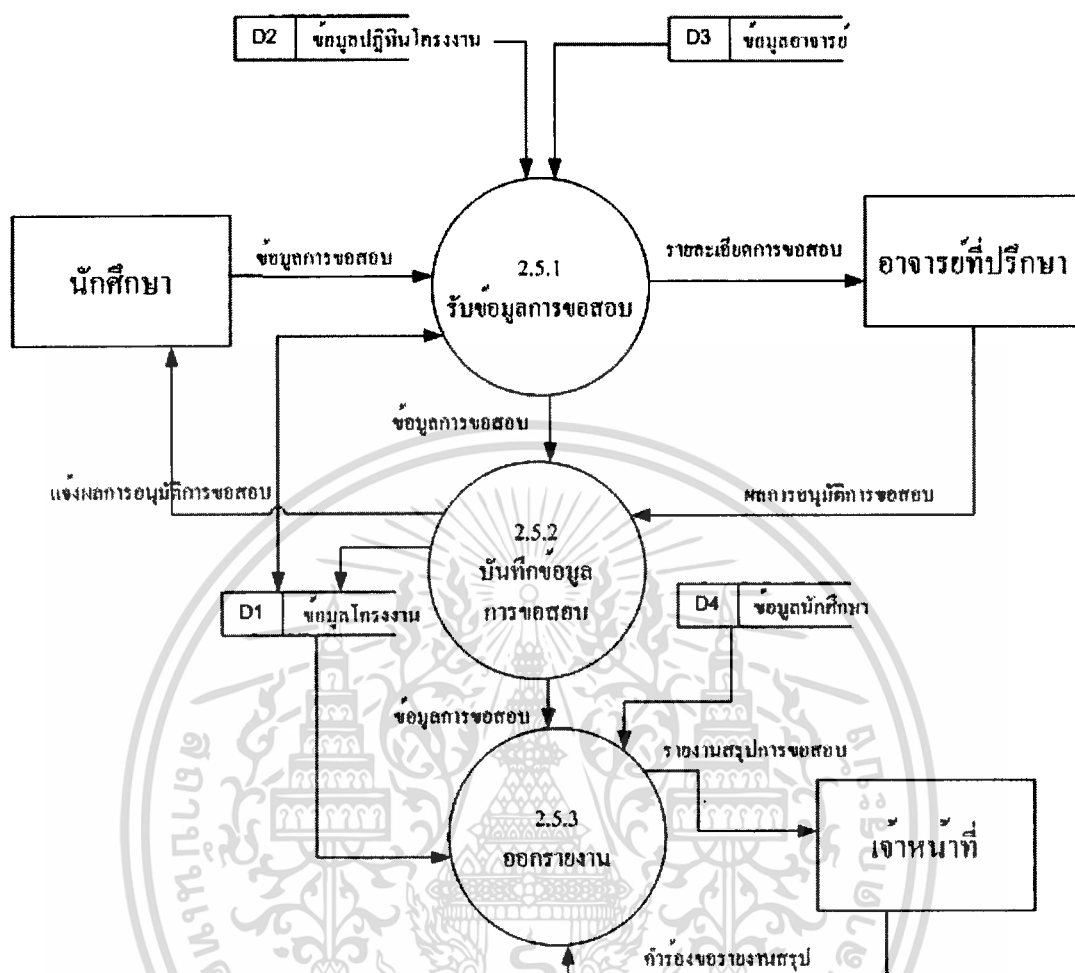 D2 ข้อมูลปฏิทินโครงงาน
D3 ข้อมูลอาจารย์
นักศึกษา
ข้อมูลการขอสอบ
2.5.1
รับข้อมูลการขอสอบ
รายละเอียดการขอสอบ
อาจารย์ที่ปรึกษา
ข้อมูลการขอสอบ
แจ้งผลการอนุมัติการขอสอบ
ผลการอนุมัติการขอสอบ
2.5.2
บันทึกข้อมูล
การขอสอบ
D1 ข้อมูลโครงงาน
D4 ข้อมูลนักศึกษา
ข้อมูลการขอสอบ
รายงานสรุปการขอสอบ
2.5.3
ออกรายงาน
เจ้าหน้าที่
คำร้องขอรายงานสรุป